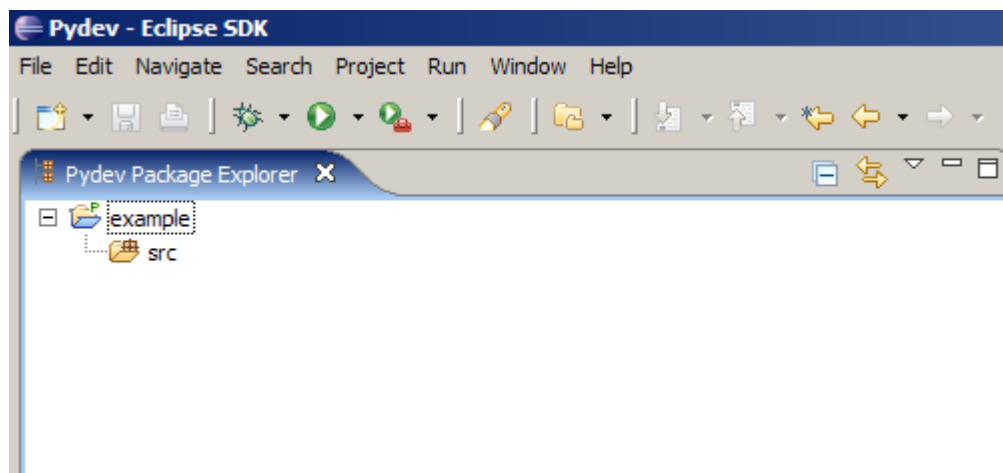 Pydev - Eclipse SDK
File Edit Navigate Search Project Run Window Help
Pydev Package Explorer
P
example
src